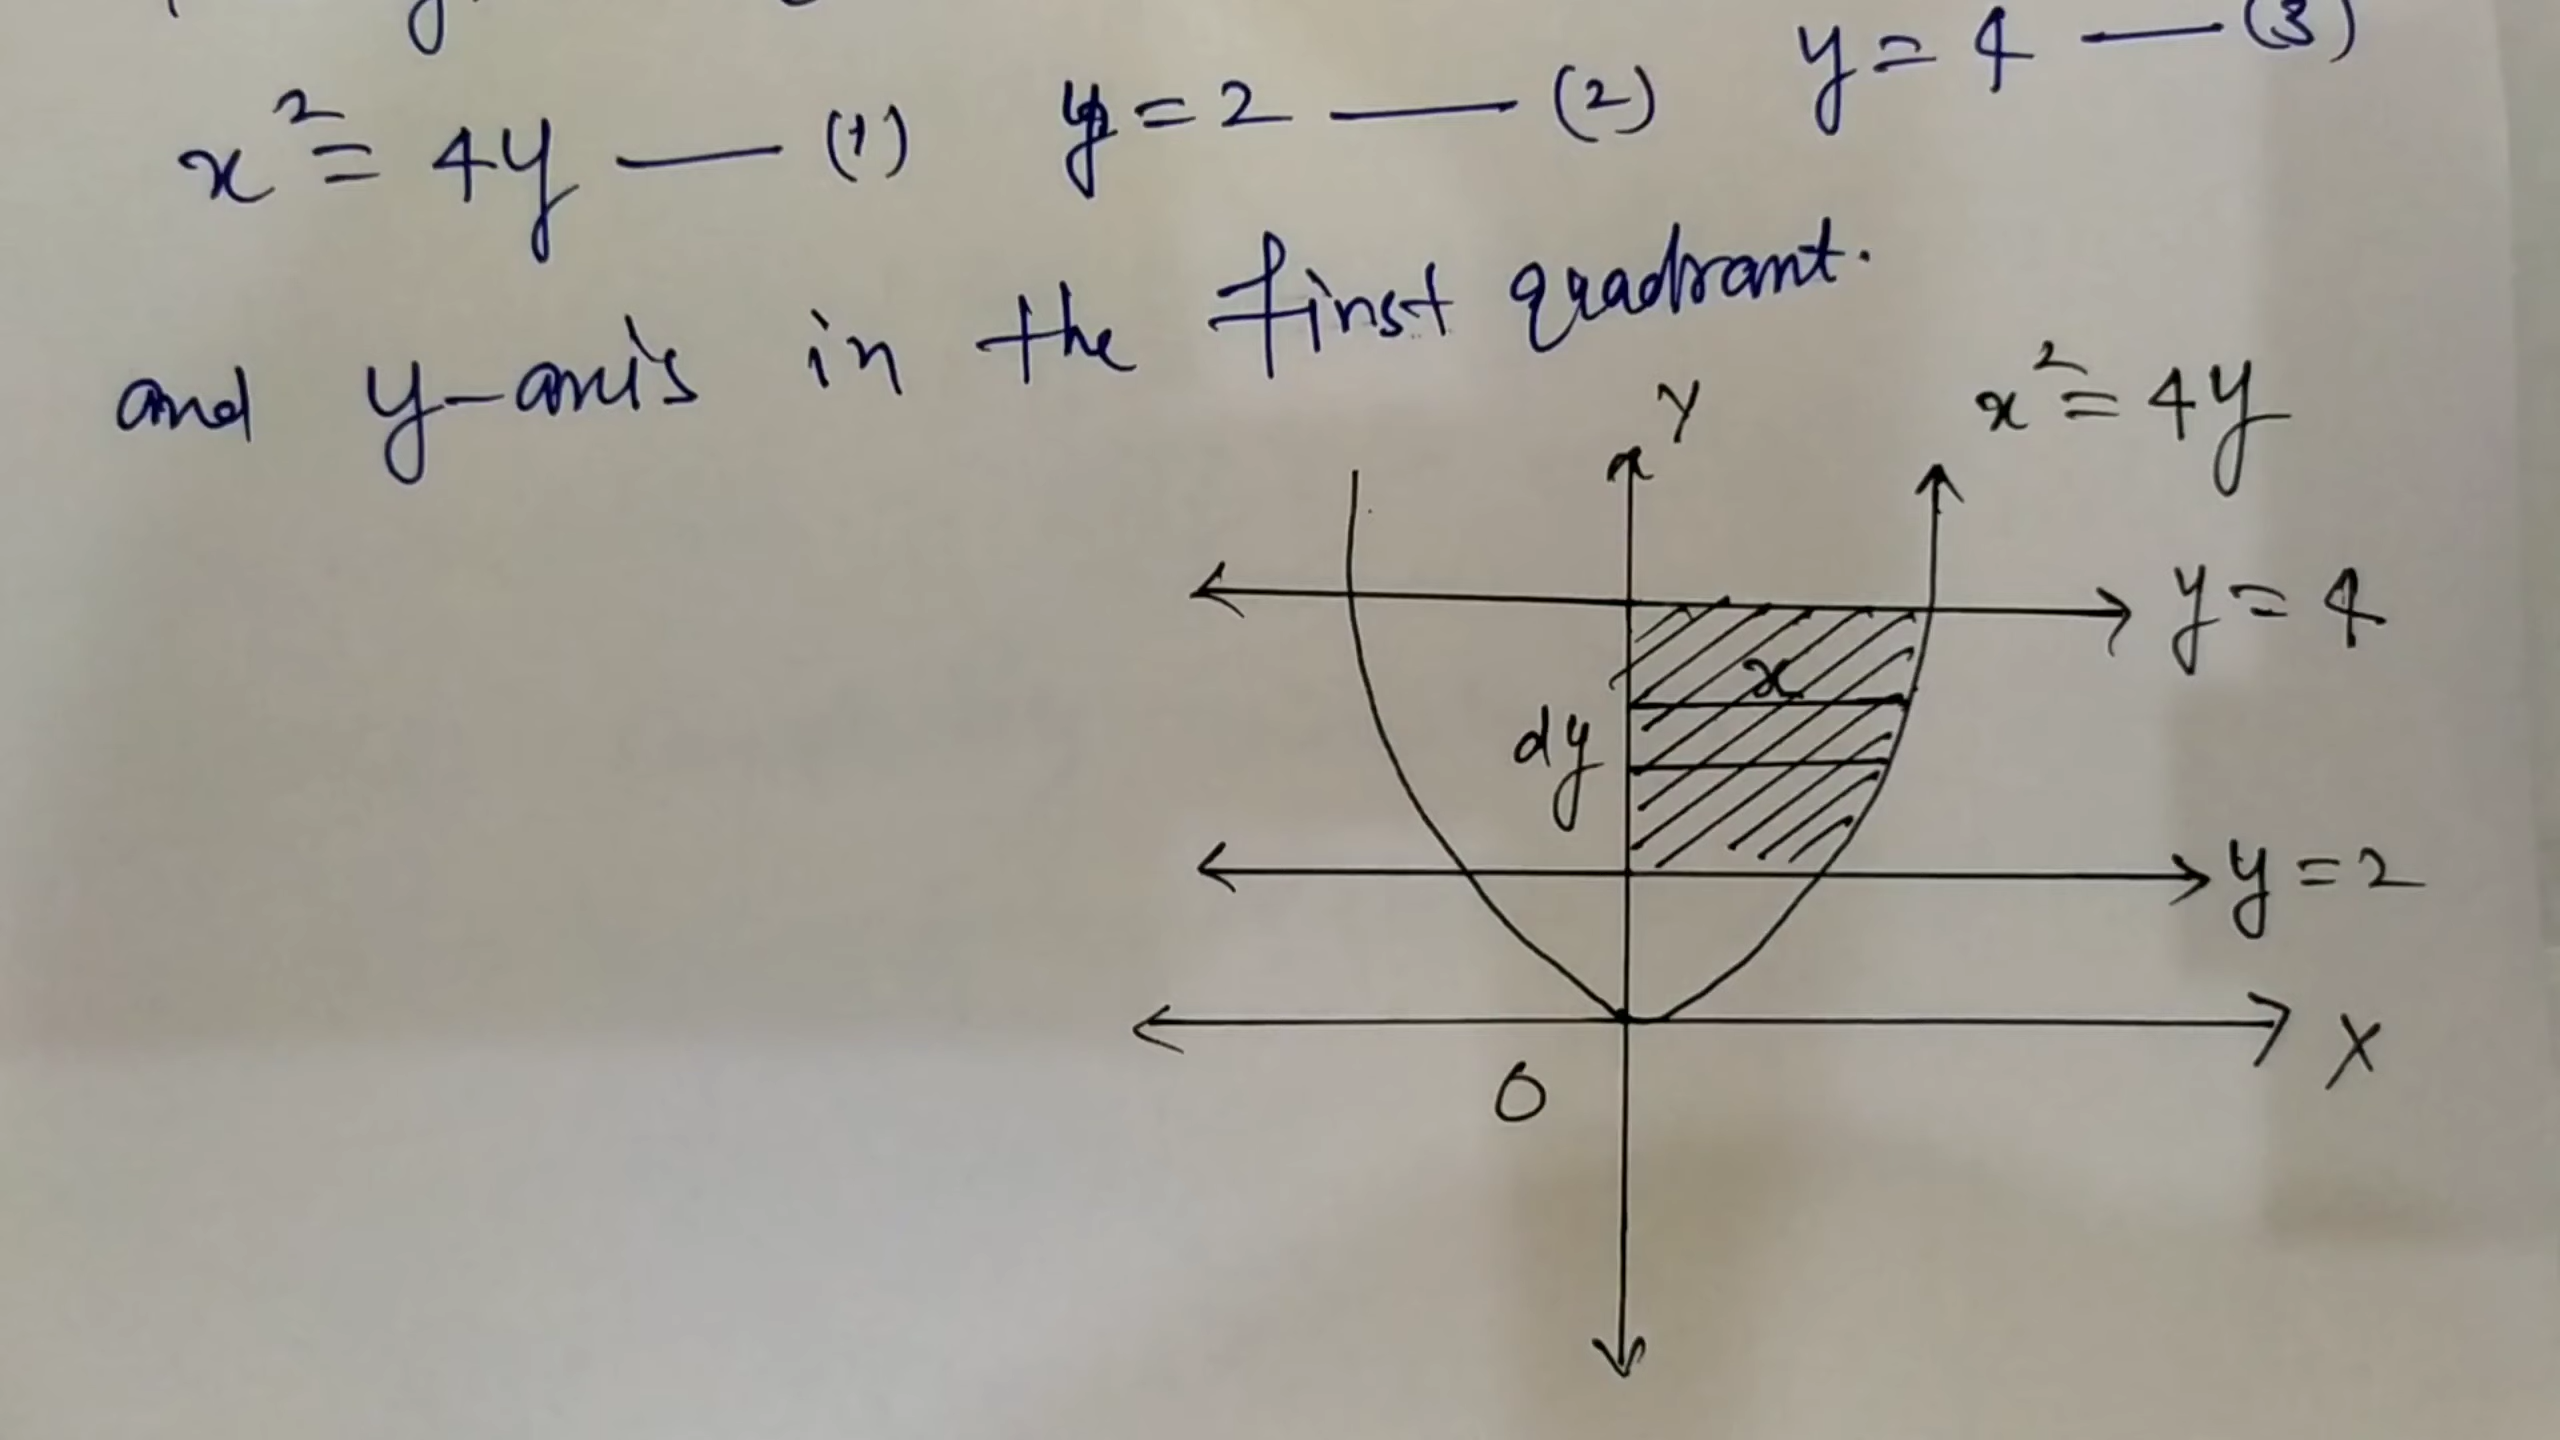 x² = 4y — (1) y = 2 — (2) y = 4 — (3)
and y-axis in the first quadrant.
Y
x² = 4y
y = 4
x
dy
y = 2
X
O